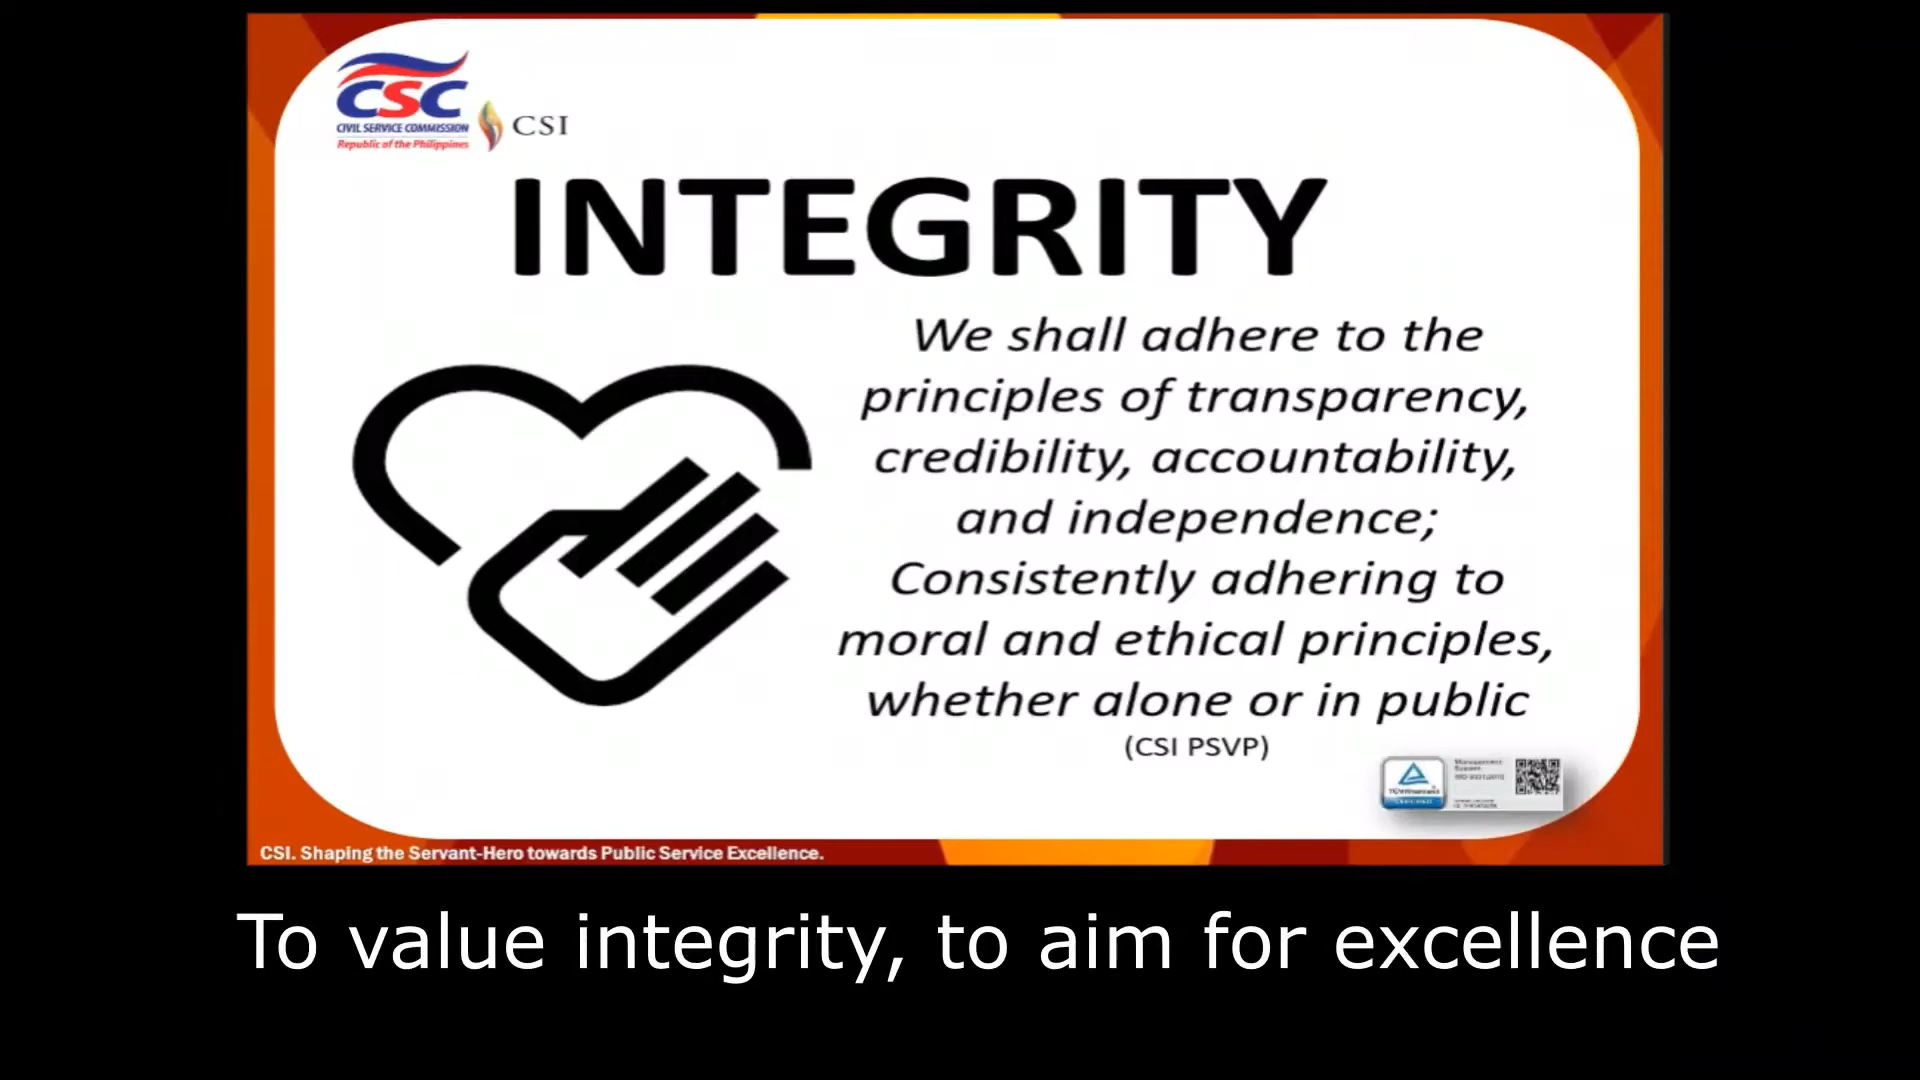 CSC
CIVIL SERVICE COMMISSION
Republic of the Philippines
CSI
INTEGRITY
We shall adhere to the
principles of transparency,
credibility, accountability,
and independence;
Consistently adhering to
moral and ethical principles,
whether alone or in public
(CSI PSVP)
Management
System
CSI. Shaping the Servant-Hero towards Public Service Excellence.
To value integrity, to aim for excellence